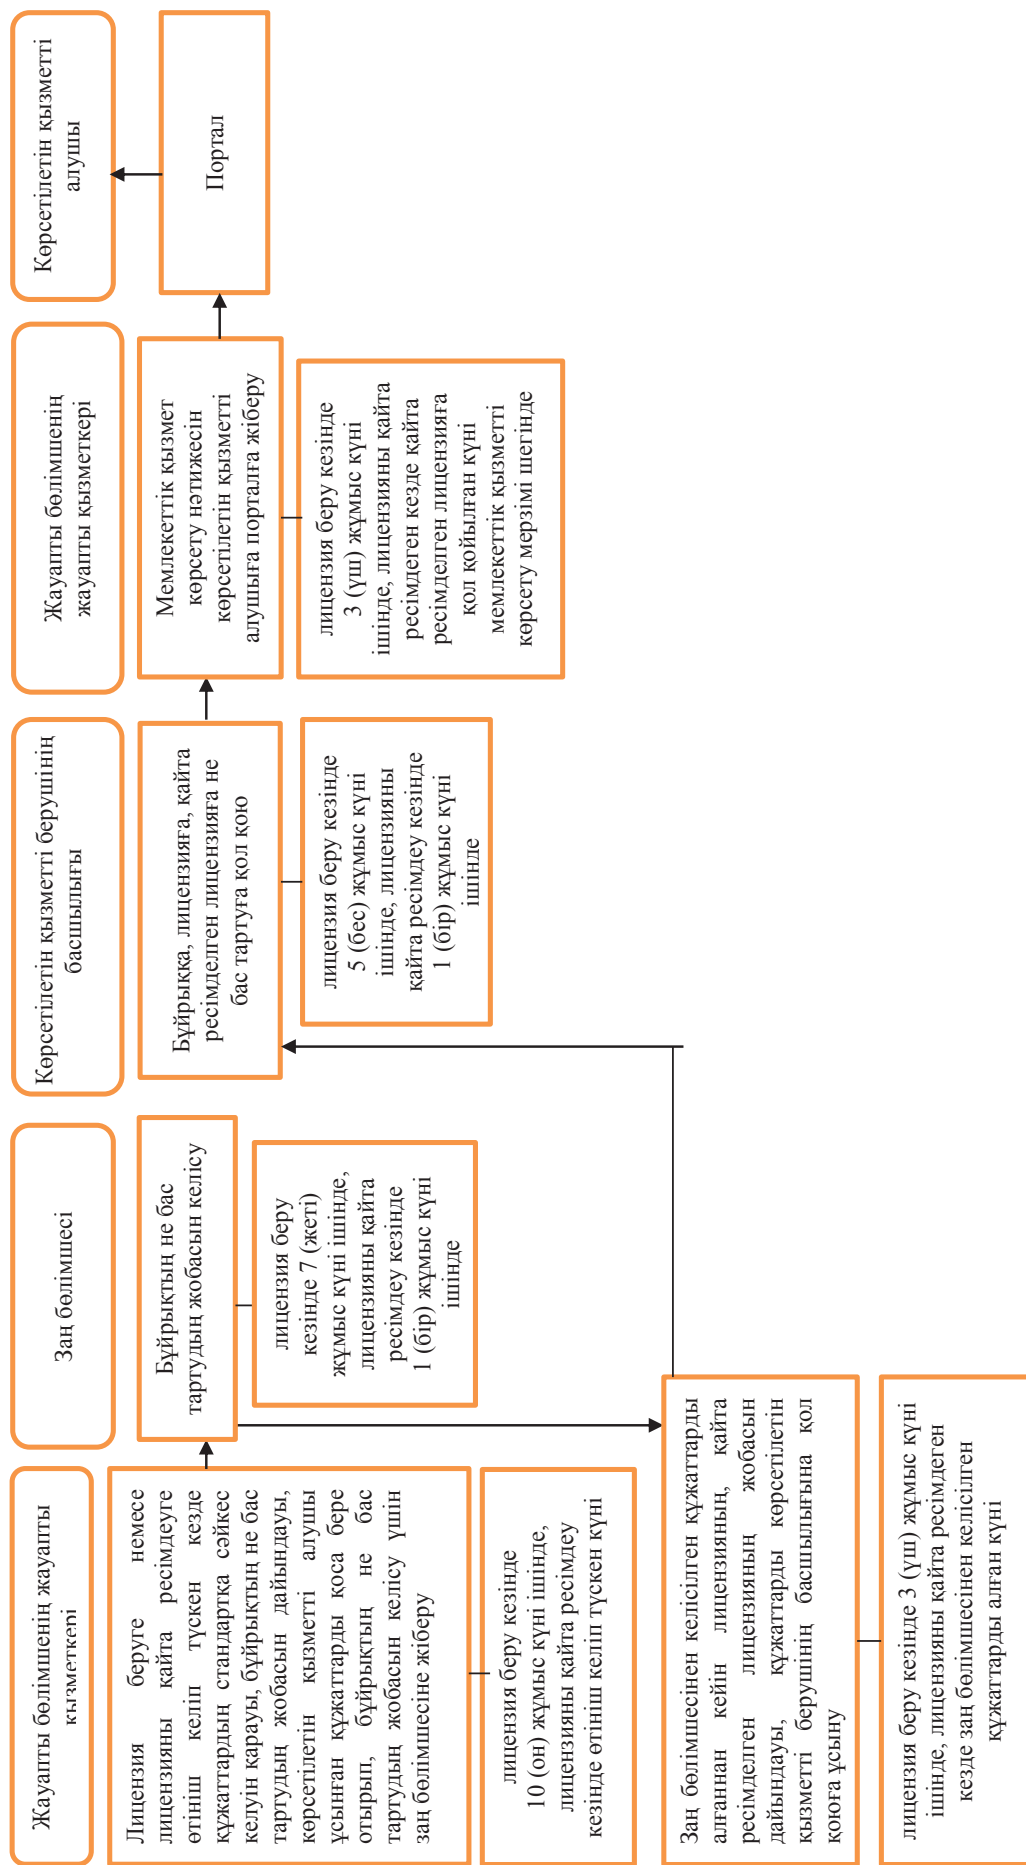 Жауапты бөлімшенің жауапты
қызметкері
Заң бөлімшесі
Көрсетілетін қызметті берушінің
басшылығы
Жауапты бөлімшенің
жауапты қызметкері
Көрсетілетін қызметті
алушы
Лицензия беруге немесе
лицензияны қайта ресімдеуге
өтініш келіп түскен кезде
құжаттардың стандартқа сәйкес
келуін қарауы, бұйрықтың не бас
тартудың жобасын дайындауы,
көрсетілетін қызметті алушы
ұсынған құжаттарды қоса бере
отырып, бұйрықтың не бас
тартудың жобасын келісу үшін
заң бөлімшесіне жіберу
Бұйрықтың не бас
тартудың жобасын келісу
Бұйрыққа, лицензияға, қайта
ресімделген лицензияға не
бас тартуға қол қою
Мемлекеттік қызмет
көрсету нәтижесін
көрсетілетін қызметті
алушыға порталға жіберу
Портал
лицензия беру кезінде
10 (он) жұмыс күні ішінде,
лицензияны қайта ресімдеу
кезінде өтініш келіп түскен күні
лицензия беру
кезінде 7 (жеті)
жұмыс күні ішінде,
лицензияны қайта
ресімдеу кезінде
1 (бір) жұмыс күні
ішінде
лицензия беру кезінде
5 (бес) жұмыс күні
ішінде, лицензияны
қайта ресімдеу кезінде
1 (бір) жұмыс күні
ішінде
лицензия беру кезінде
3 (үш) жұмыс күні
ішінде, лицензияны қайта
ресімдеген кезде қайта
ресімделген лицензияға
қол қойылған күні
мемлекеттік қызметті
көрсету мерзімі шегінде
Заң бөлімшесінен келісілген құжаттарды
алғаннан кейін лицензияның, қайта
ресімделген лицензияның жобасын
дайындауы, құжаттарды көрсетілетін
қызметті берушінің басшылығына қол
қоюға ұсыну
лицензия беру кезінде 3 (үш) жұмыс күні
ішінде, лицензияны қайта ресімдеген
кезде заң бөлімшесінен келісілген
құжаттарды алған күні